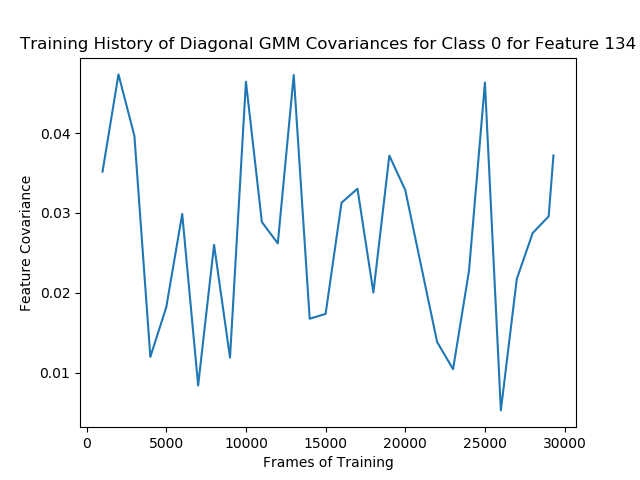 Training History of Diagonal GMM Covariances for Class 0 for Feature 134
Feature Covariance
0.04
0.03
0.02
0.01
0 5000 10000 15000 20000 25000 30000
Frames of Training